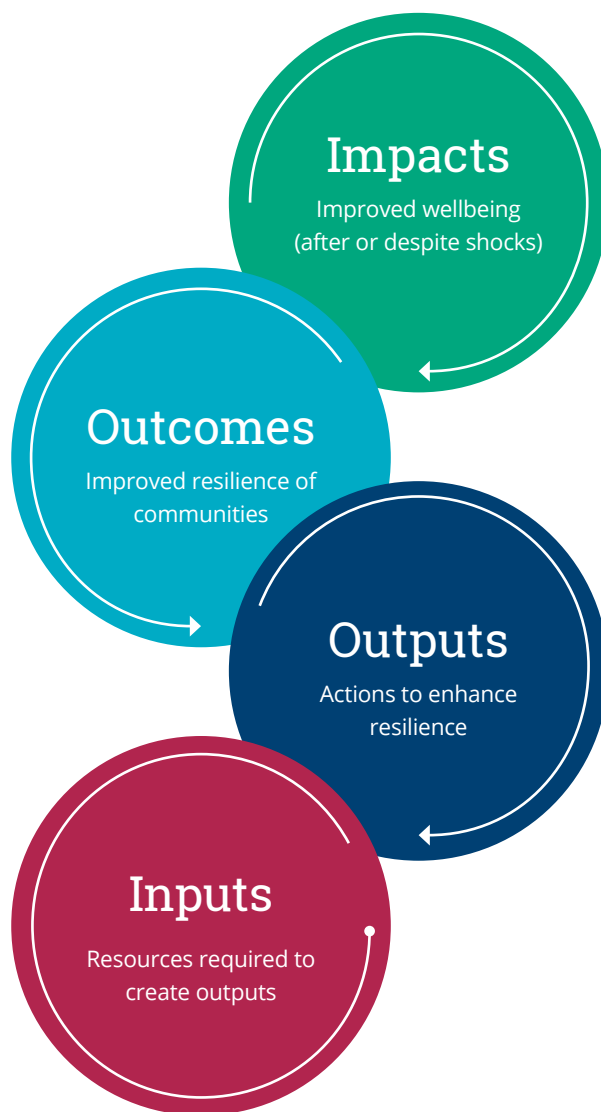 Impacts
Improved wellbeing
(after or despite shocks)
Outcomes
Improved resilience of
communities
Outputs
Actions to enhance
resilience
Inputs
Resources required to
create outputs